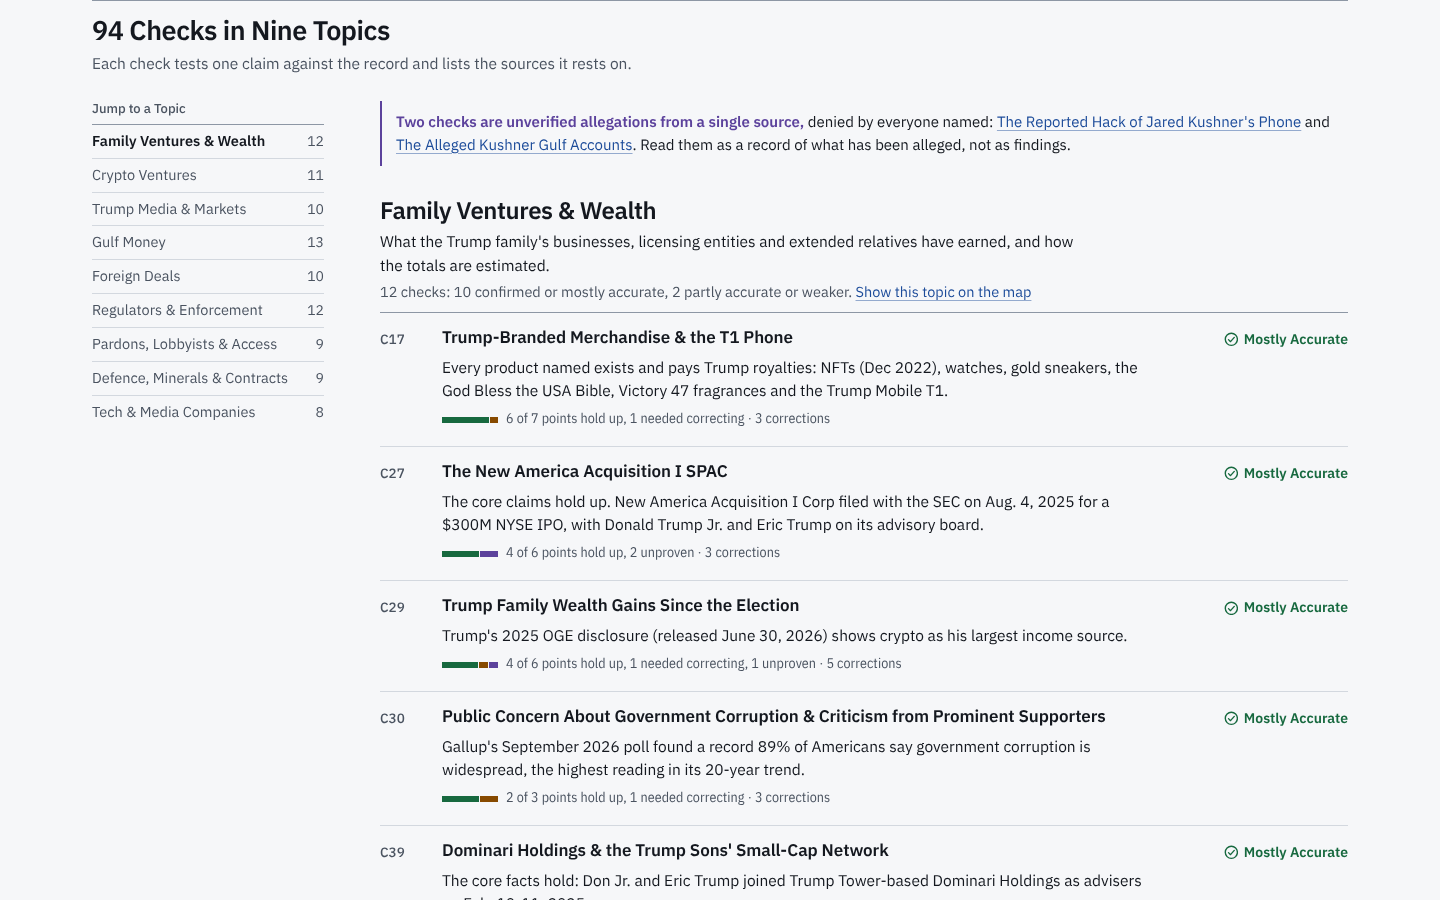 94 Checks in Nine Topics
Each check tests one claim against the record and lists the sources it rests on.
Jump to a Topic
Family Ventures & Wealth 12
Crypto Ventures 11
Trump Media & Markets 10
Gulf Money 13
Foreign Deals 10
Regulators & Enforcement 12
Pardons, Lobbyists & Access 9
Defence, Minerals & Contracts 9
Tech & Media Companies 8
Two checks are unverified allegations from a single source, denied by everyone named: The Reported Hack of Jared Kushner's Phone and
The Alleged Kushner Gulf Accounts. Read them as a record of what has been alleged, not as findings.
Family Ventures & Wealth
What the Trump family's businesses, licensing entities and extended relatives have earned, and how
the totals are estimated.
12 checks: 10 confirmed or mostly accurate, 2 partly accurate or weaker. Show this topic on the map
C17 Trump-Branded Merchandise & the T1 Phone Mostly Accurate
Every product named exists and pays Trump royalties: NFTs (Dec 2022), watches, gold sneakers, the
God Bless the USA Bible, Victory 47 fragrances and the Trump Mobile T1.
6 of 7 points hold up, 1 needed correcting · 3 corrections
C27 The New America Acquisition I SPAC Mostly Accurate
The core claims hold up. New America Acquisition I Corp filed with the SEC on Aug. 4, 2025 for a
$300M NYSE IPO, with Donald Trump Jr. and Eric Trump on its advisory board.
4 of 6 points hold up, 2 unproven · 3 corrections
C29 Trump Family Wealth Gains Since the Election Mostly Accurate
Trump's 2025 OGE disclosure (released June 30, 2026) shows crypto as his largest income source.
4 of 6 points hold up, 1 needed correcting, 1 unproven · 5 corrections
C30 Public Concern About Government Corruption & Criticism from Prominent Supporters Mostly Accurate
Gallup's September 2026 poll found a record 89% of Americans say government corruption is
widespread, the highest reading in its 20-year trend.
2 of 3 points hold up, 1 needed correcting · 3 corrections
C39 Dominari Holdings & the Trump Sons' Small-Cap Network Mostly Accurate
The core facts hold: Don Jr. and Eric Trump joined Trump Tower-based Dominari Holdings as advisers